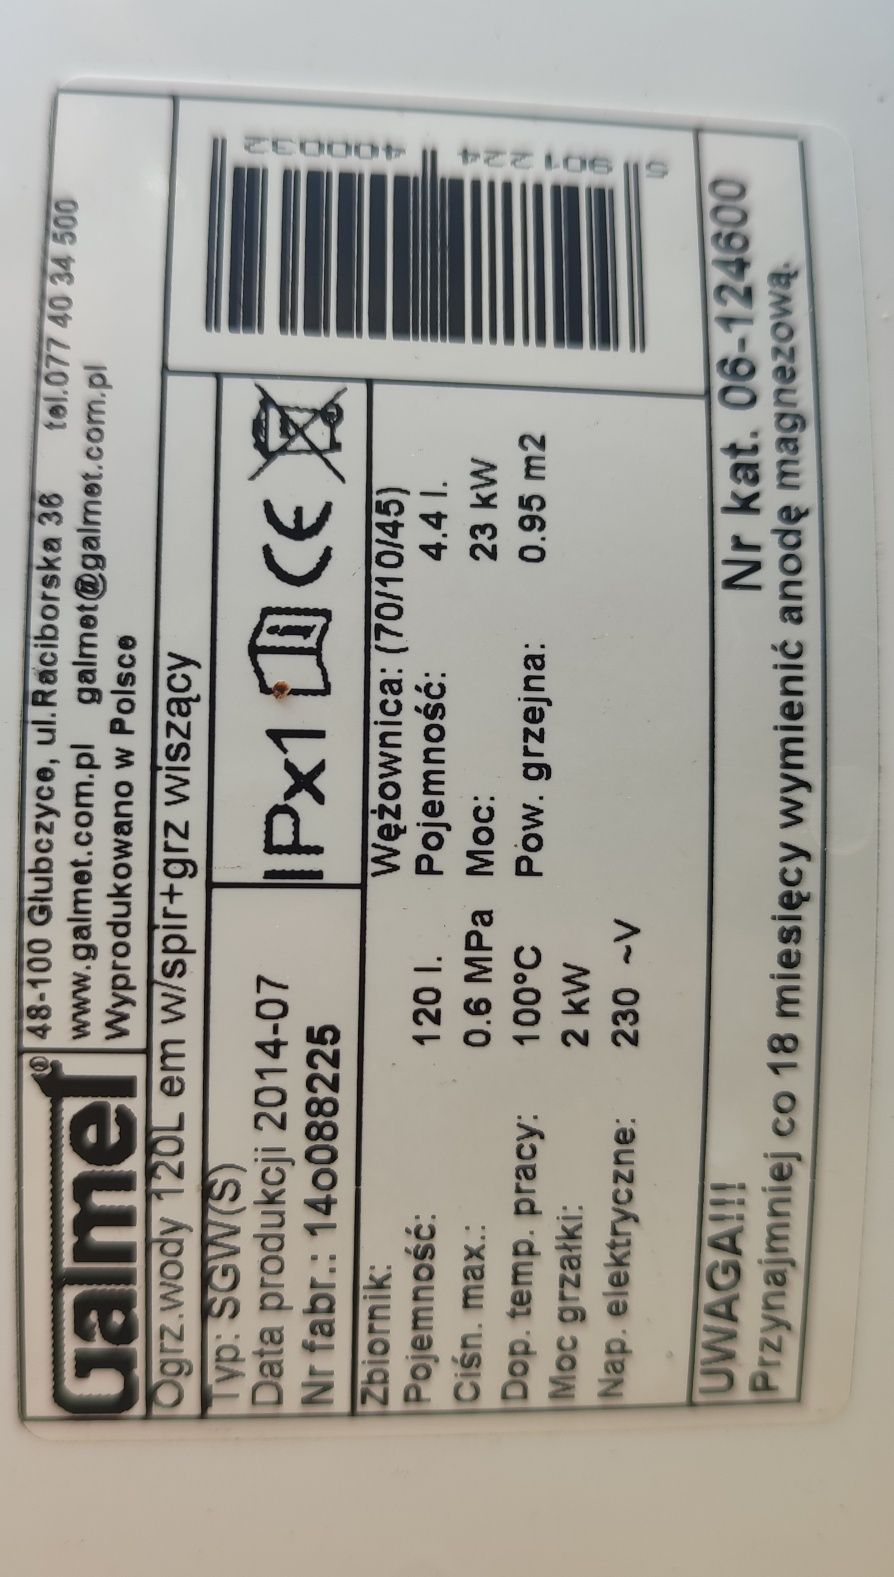 Galmet®
48-100 Głubczyce, ul.Raciborska 36 tel.077 40 34 500
www.galmet.com.pl galmet@galmet.com.pl
Wyprodukowano w Polsce
Ogrz.wody 120L em w/spir+grz wiszący
Typ: SGW(S)
Data produkcji 2014-07
Nr fabr.: 14o088225
IPx1 i CE
5 901224 400032
Zbiornik:
Pojemność: 120 l.
Ciśn. max.: 0.6 MPa
Dop. temp. pracy: 100°C
Moc grzałki: 2 kW
Nap. elektryczne: 230 ~V
Wężownica: (70/10/45)
Pojemność: 4.4 l.
Moc: 23 kW
Pow. grzejna: 0.95 m2
UWAGA!!! Nr kat. 06-124600
Przynajmniej co 18 miesięcy wymienić anodę magnezową.